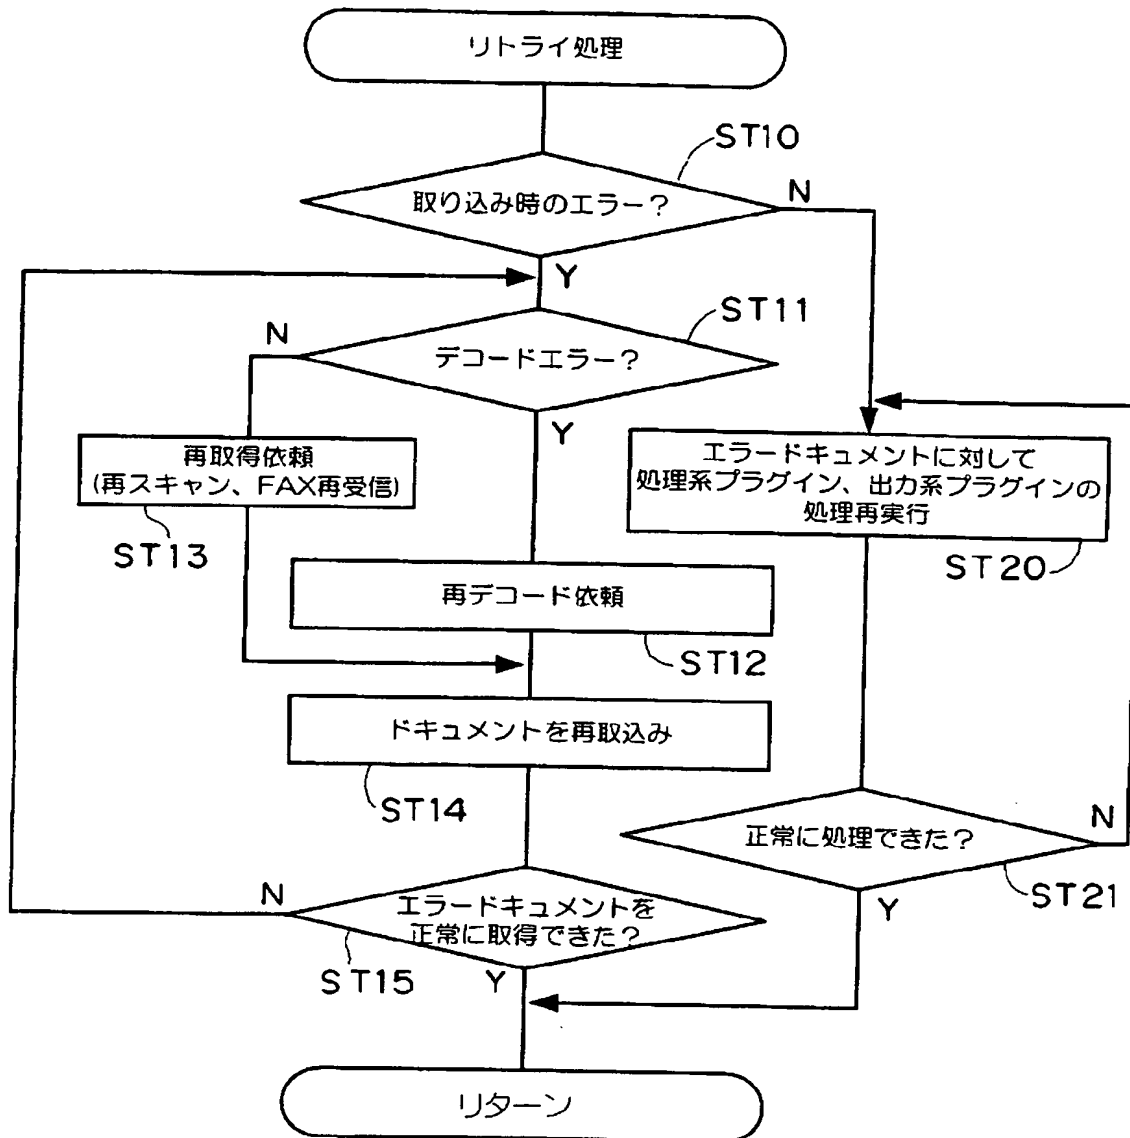 リトライ処理
ST10
取り込み時のエラー?
N
Y
ST11
N
デコードエラー?
Y
再取得依頼
(再スキャン、FAX再受信)
ST13
エラードキュメントに対して
処理系プラグイン、出力系プラグインの
処理再実行
ST20
再デコード依頼
ST12
ドキュメントを再取込み
ST14
正常に処理できた?
N
ST21
Y
N
エラードキュメントを
正常に取得できた?
ST15
Y
リターン